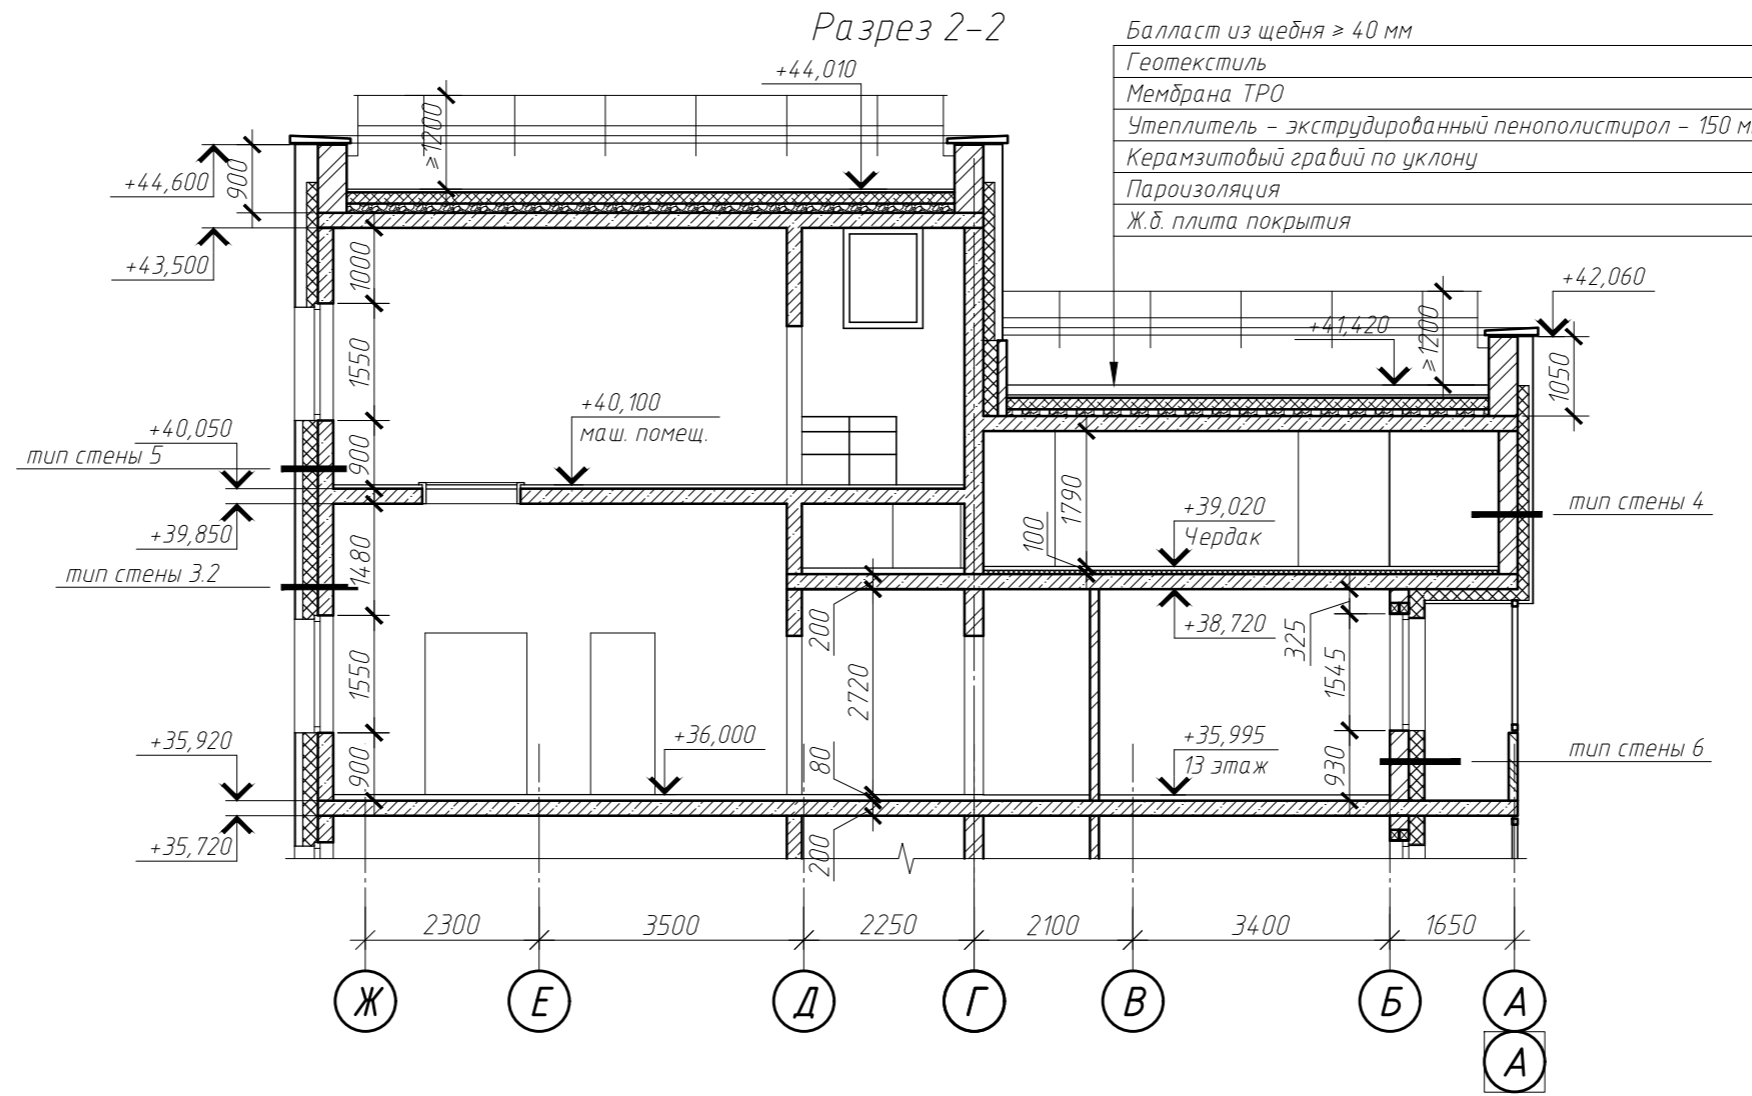 Разрез 2-2
Балласт из щебня ≥ 40 мм
Геотекстиль
Мембрана ТРО
Утеплитель - экструдированный пенополистирол - 150 м
Керамзитовый гравий по уклону
Пароизоляция
Ж.б. плита покрытия
+44,010
≥1200
+44,600
900
+43,500
1000
+42,060
+41,420
≥1200
1050
1550
+40,100
маш. помещ.
+40,050
тип стены 5
900
1790
+39,020
Чердак
тип стены 4
100
+39,850
1480
тип стены 3.2
200
+38,720
325
1550
2720
1545
+36,000
+35,920
+35,995
13 этаж
тип стены 6
900
80
930
+35,720
200
2300
3500
2250
2100
3400
1650
Ж
Е
Д
Г
В
Б
А
А